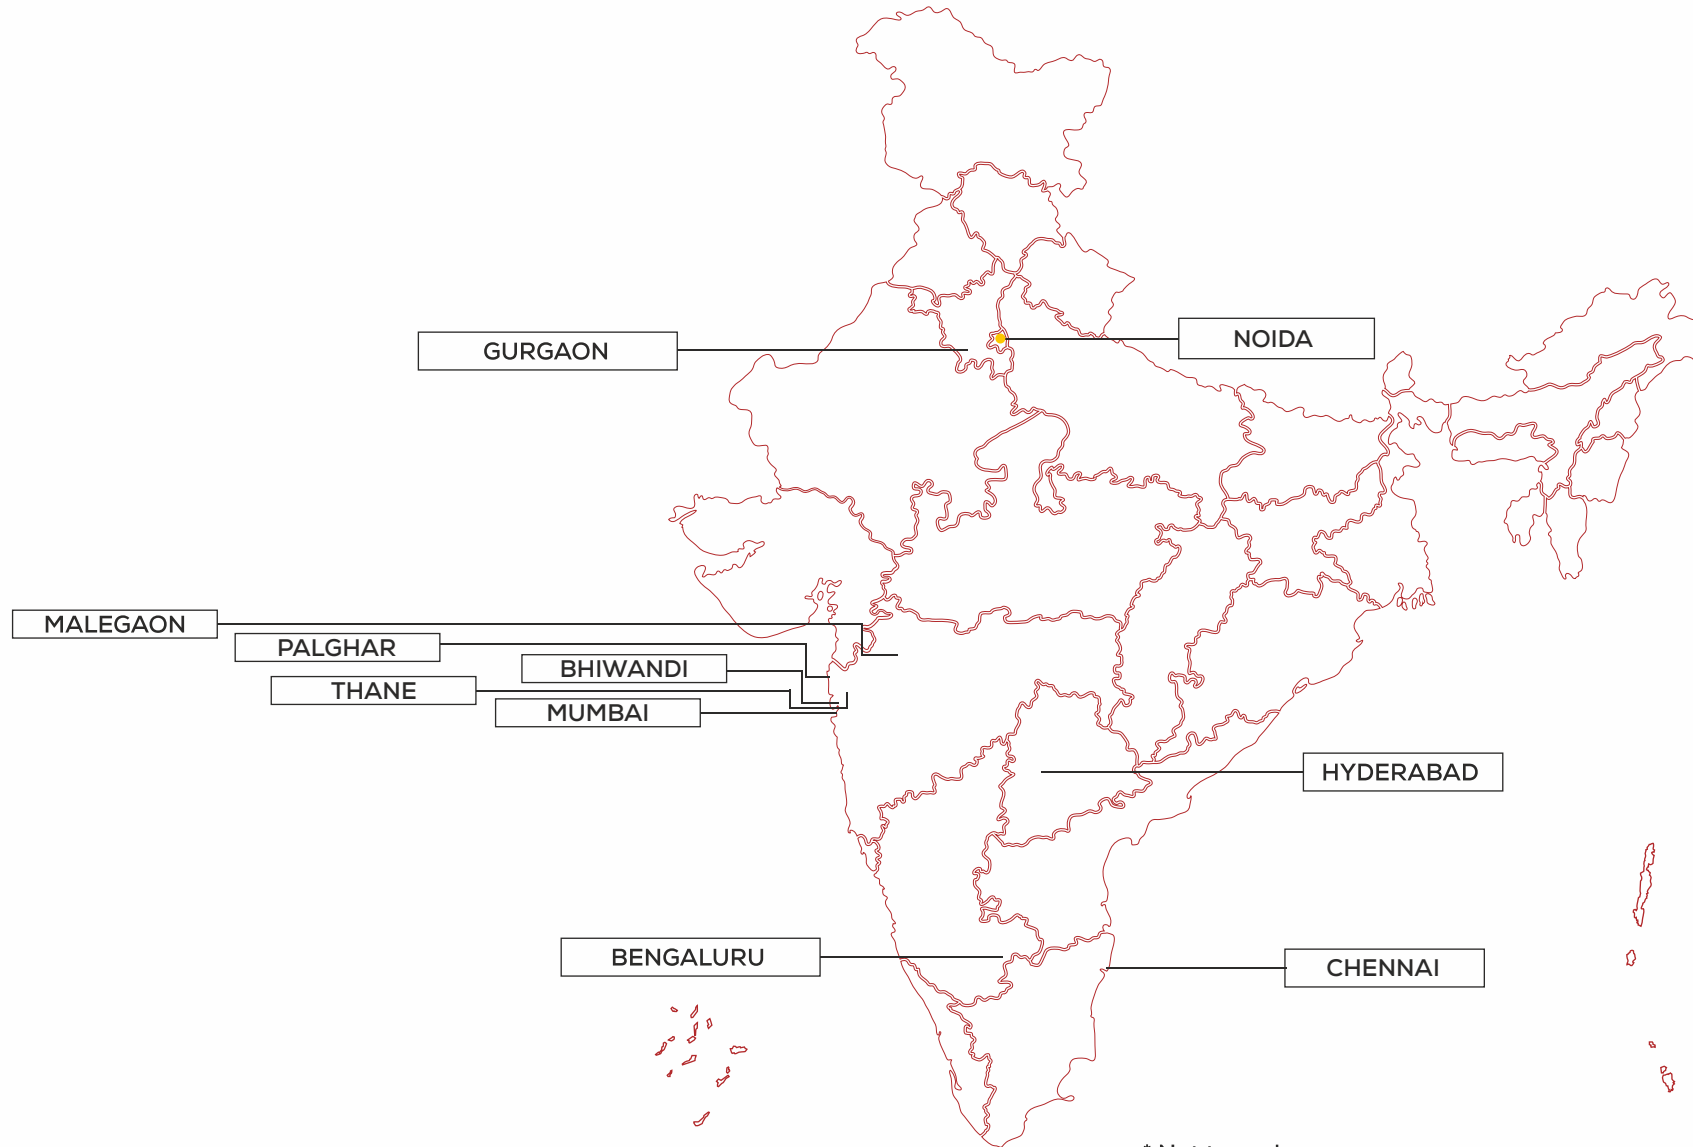 GURGAON
NOIDA
MALEGAON
PALGHAR
BHIWANDI
THANE
MUMBAI
HYDERABAD
BENGALURU
CHENNAI